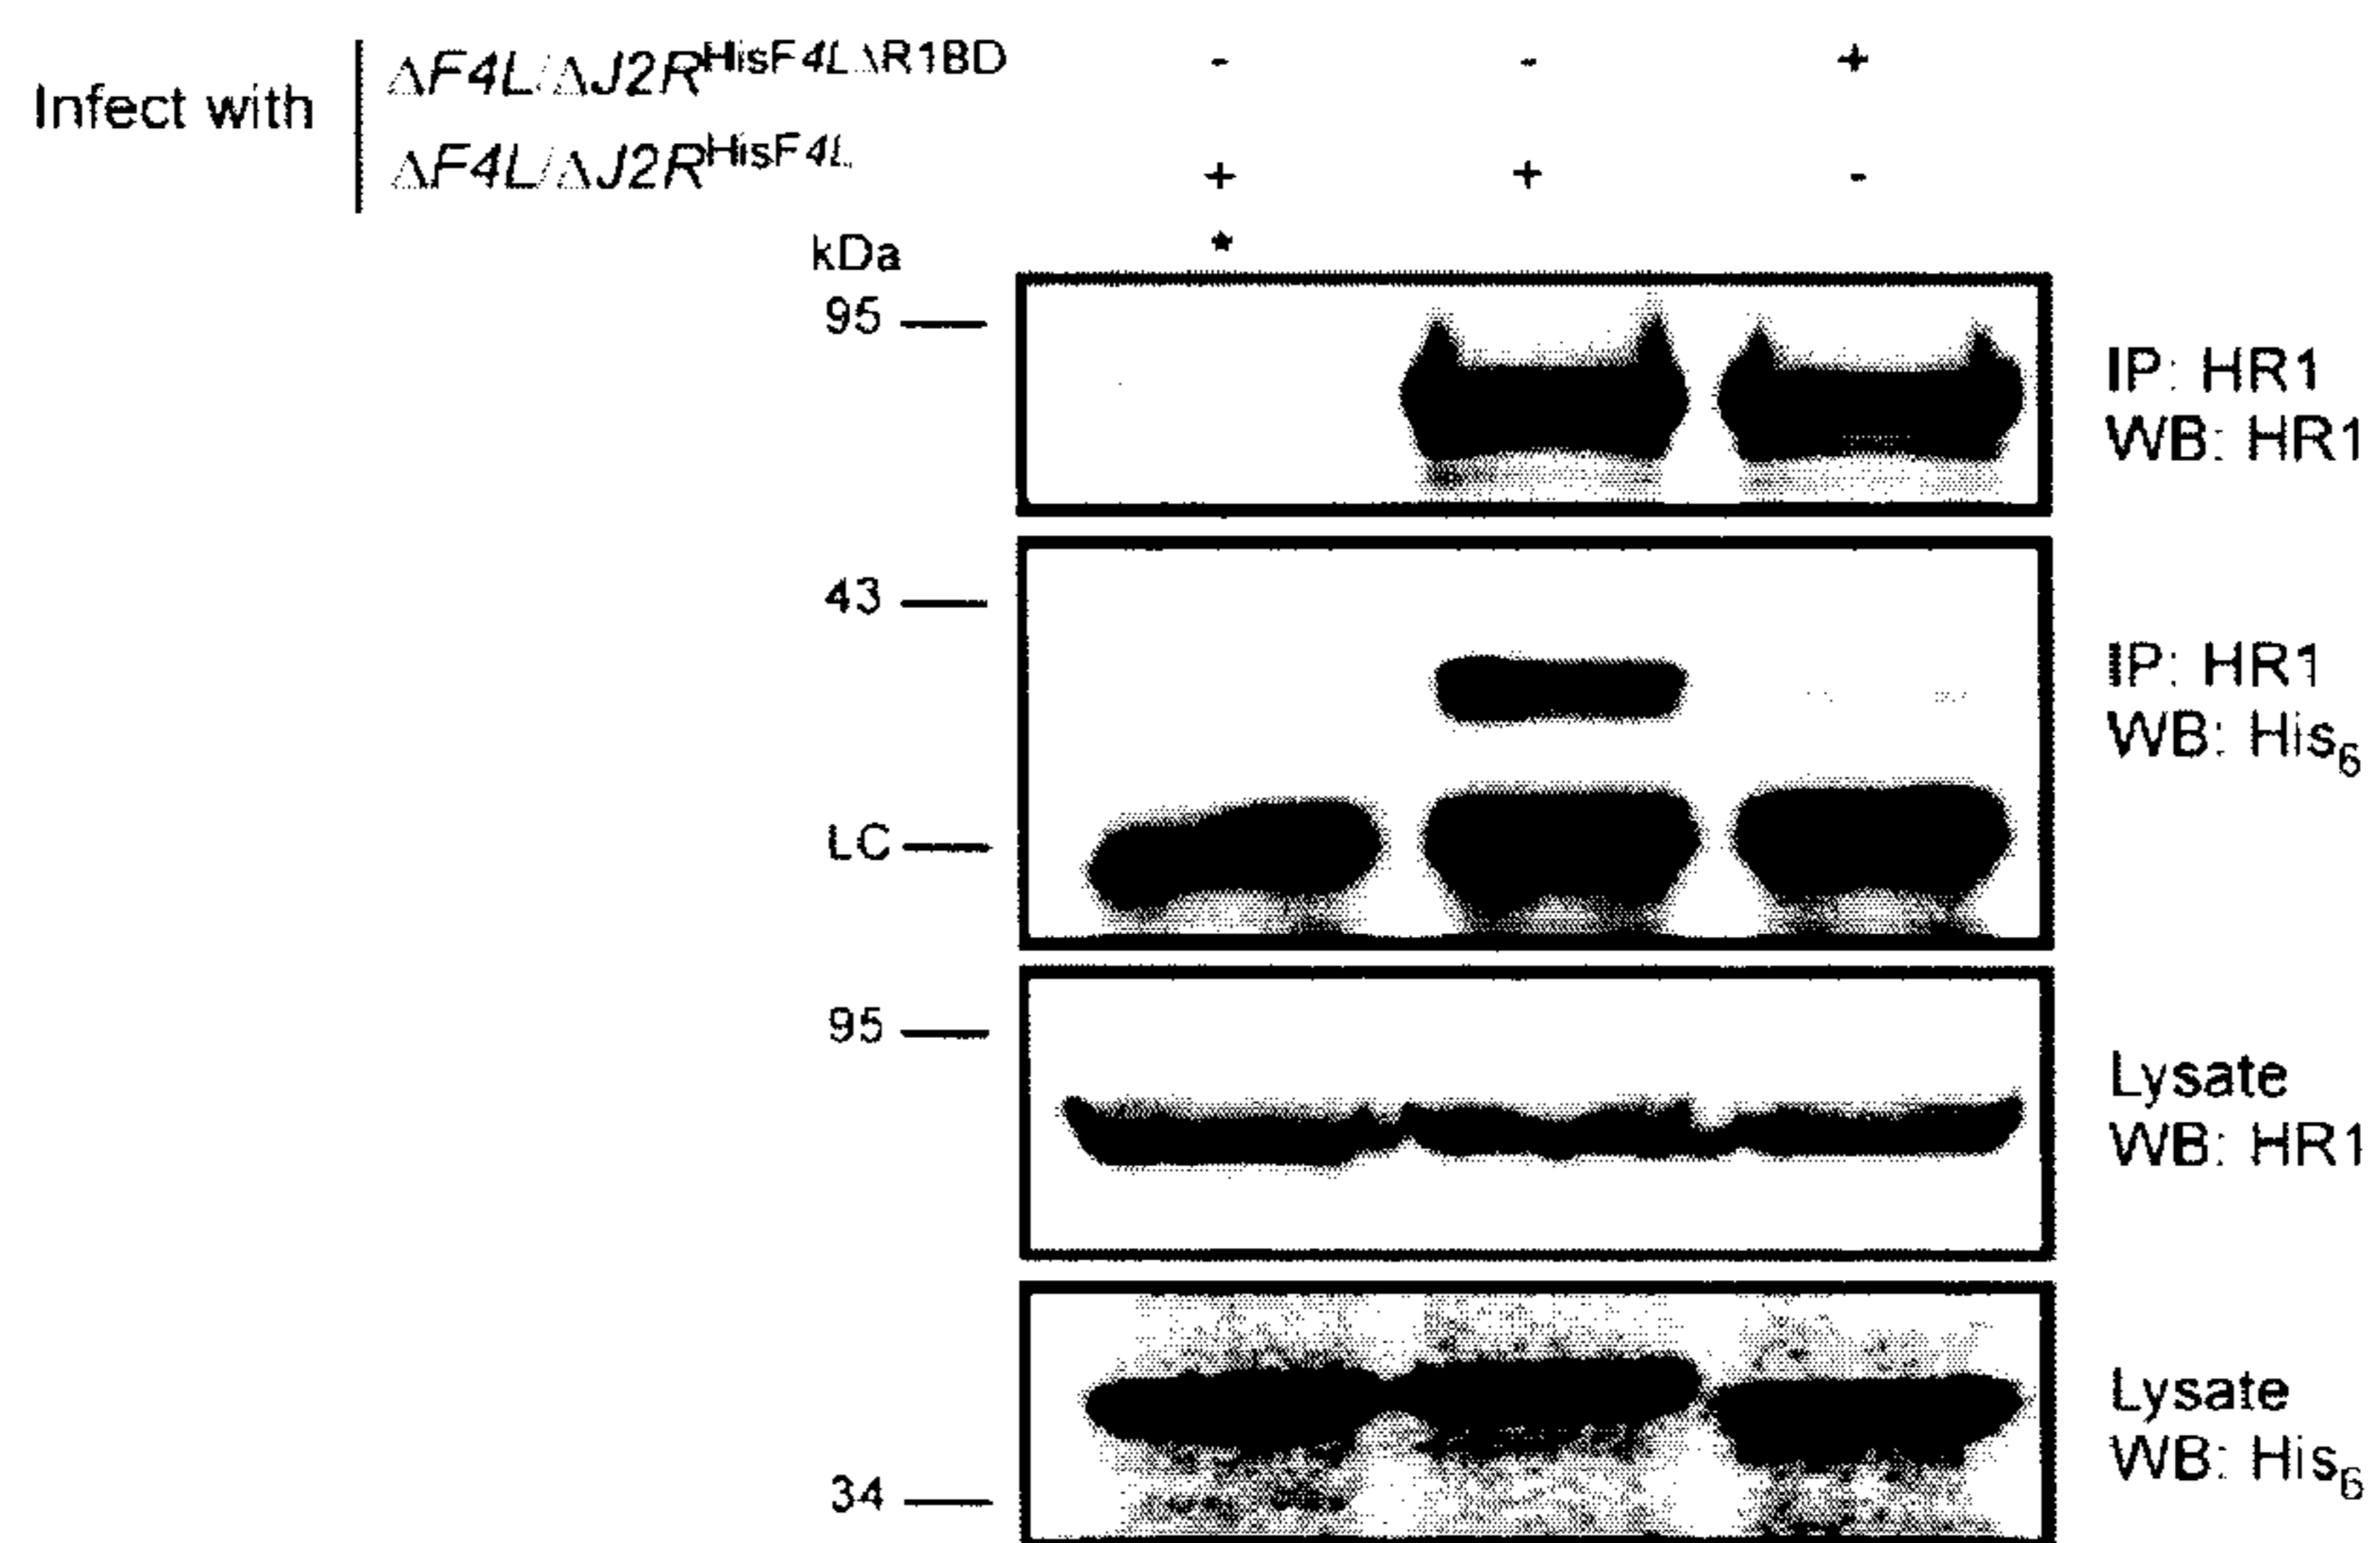 Infect with
ΔF4L/ΔJ2R^HisF4LΔR1BD - - +
ΔF4L/ΔJ2R^HisF4L + + -
kDa *
95
IP: HR1
WB: HR1
43
IP: HR1
WB: His₆
LC
95
Lysate
WB: HR1
Lysate
WB: His₆
34